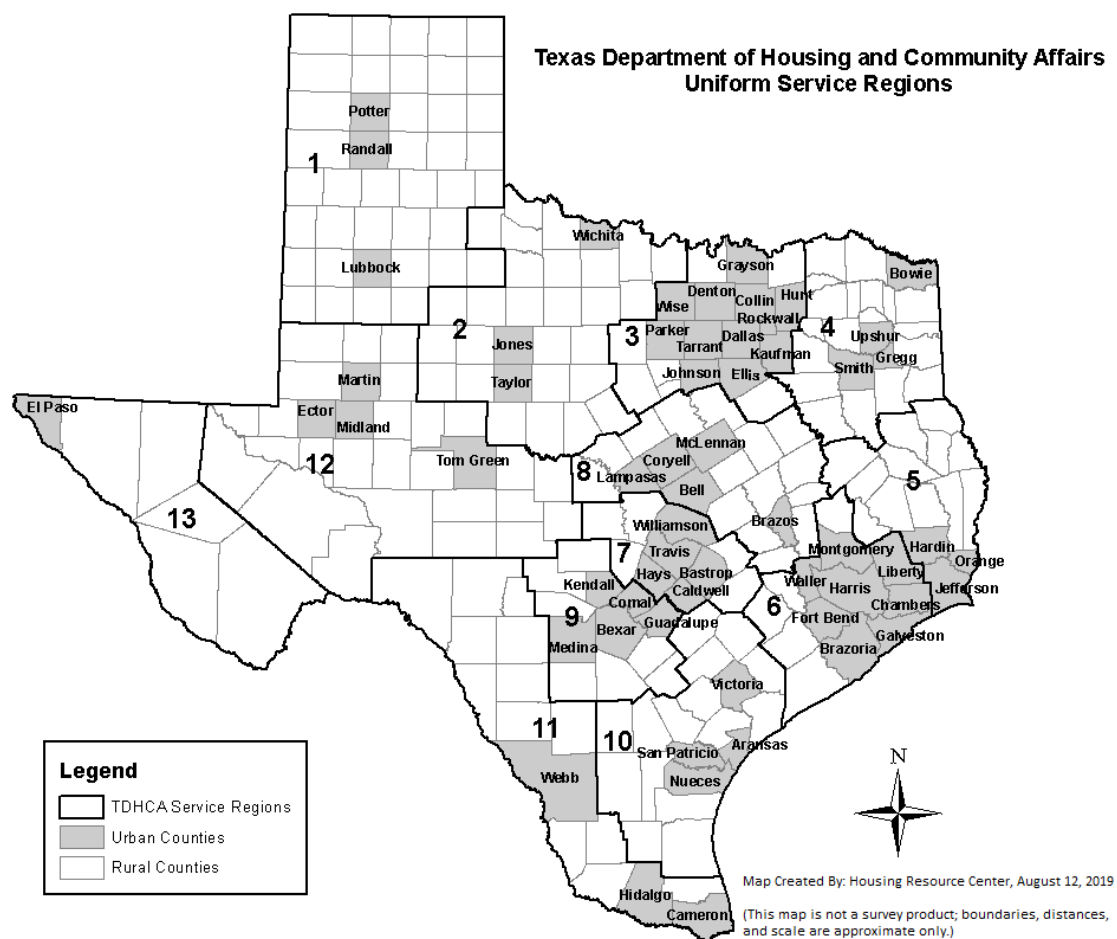 Texas Department of Housing and Community Affairs
Uniform Service Regions
Potter
Randall
1
Lubbock
Wichita
Grayson
Bowie
Denton
Collin
Hunt
Wise
Rockwall
2
3
4
Jones
Parker
Dallas
Upshur
Tarrant
Kaufman
Gregg
Smith
Johnson
Ellis
Martin
Taylor
El Paso
Ector
Midland
McLennan
12
Tom Green
Coryell
8
Lampasas
Bell
5
13
Williamson
Brazos
7
Travis
Montgomery
Hardin
Orange
Hays
Bastrop
Liberty
Kendall
Caldwell
Waller
Harris
Jefferson
Comal
6
Chambers
9
Guadalupe
Fort Bend
Bexar
Galveston
Medina
Brazoria
Victoria
11
10
San Patricio
Aransas
Webb
Nueces
Hidalgo
Cameron
N
Legend
TDHCA Service Regions
Urban Counties
Rural Counties
Map Created By: Housing Resource Center, August 12, 2019
(This map is not a survey product; boundaries, distances,
and scale are approximate only.)